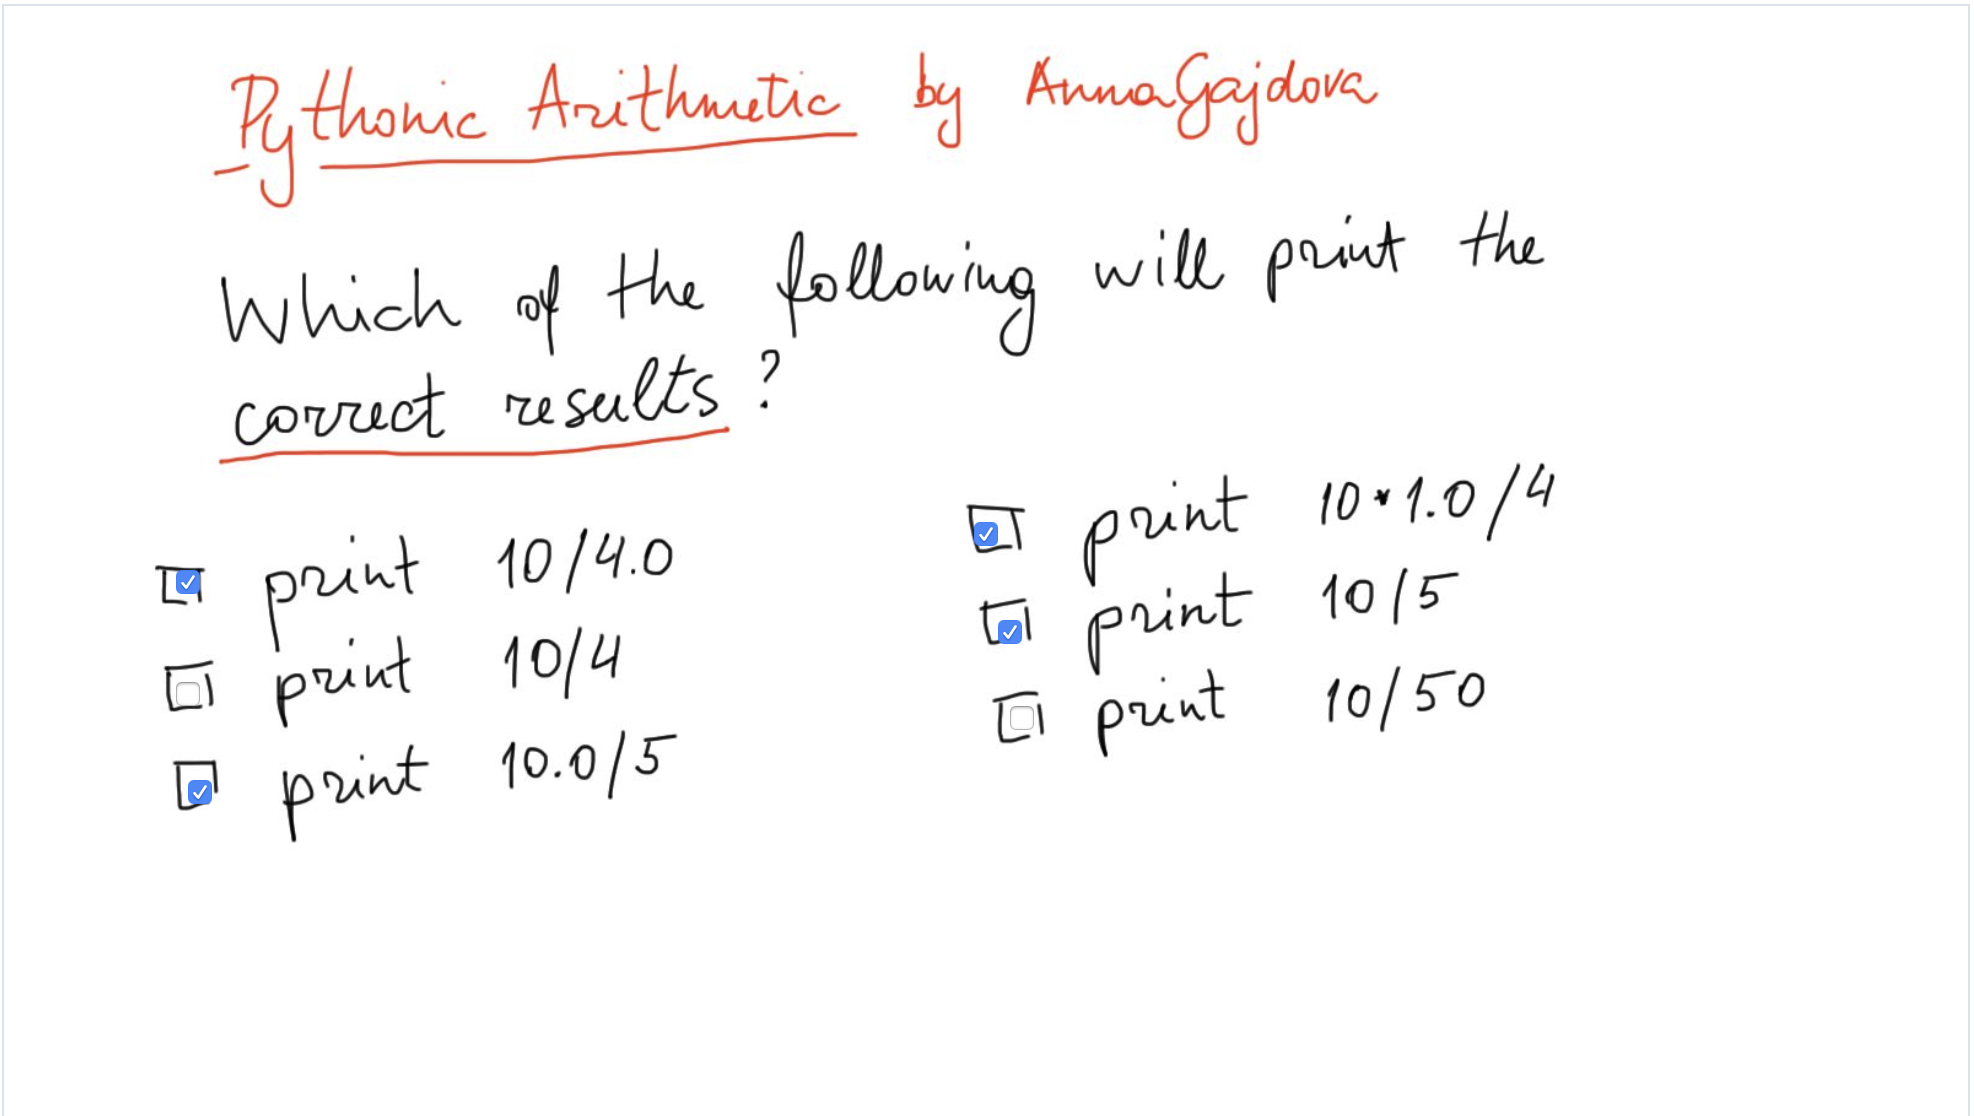 Pythonic Arithmetic by Anna Gajdova
Which of the following will print the
correct results?
print 10/4.0
print 10/4
print 10.0/5
print 10*1.0/4
print 10/5
print 10/50